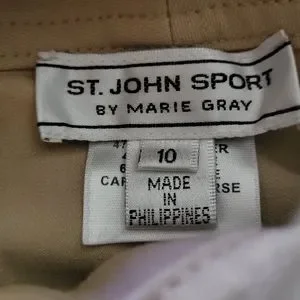 ST. JOHN SPORT
BY MARIE GRAY
10
MADE
IN
PHILIPPINES